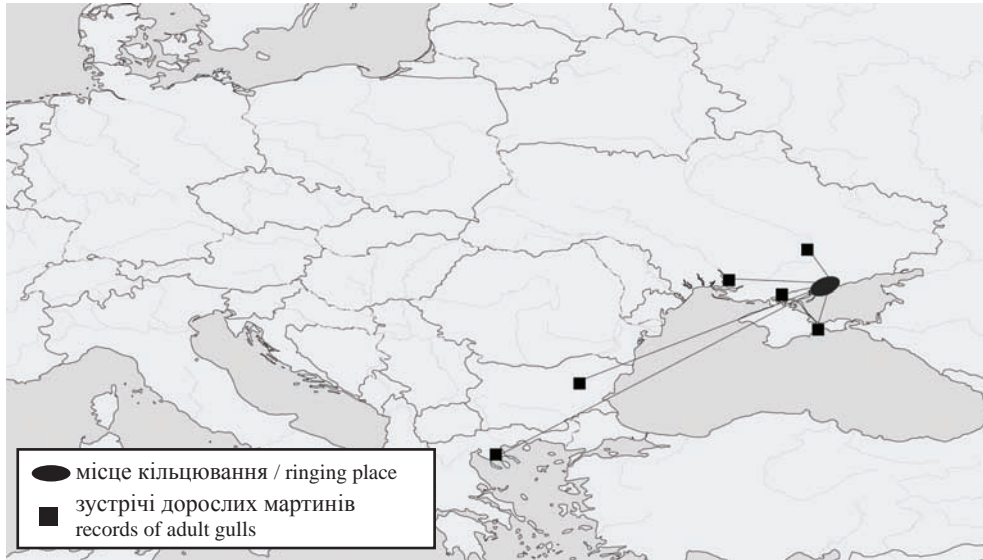 місце кільцювання / ringing place
зустрічі дорослих мартинів
records of adult gulls